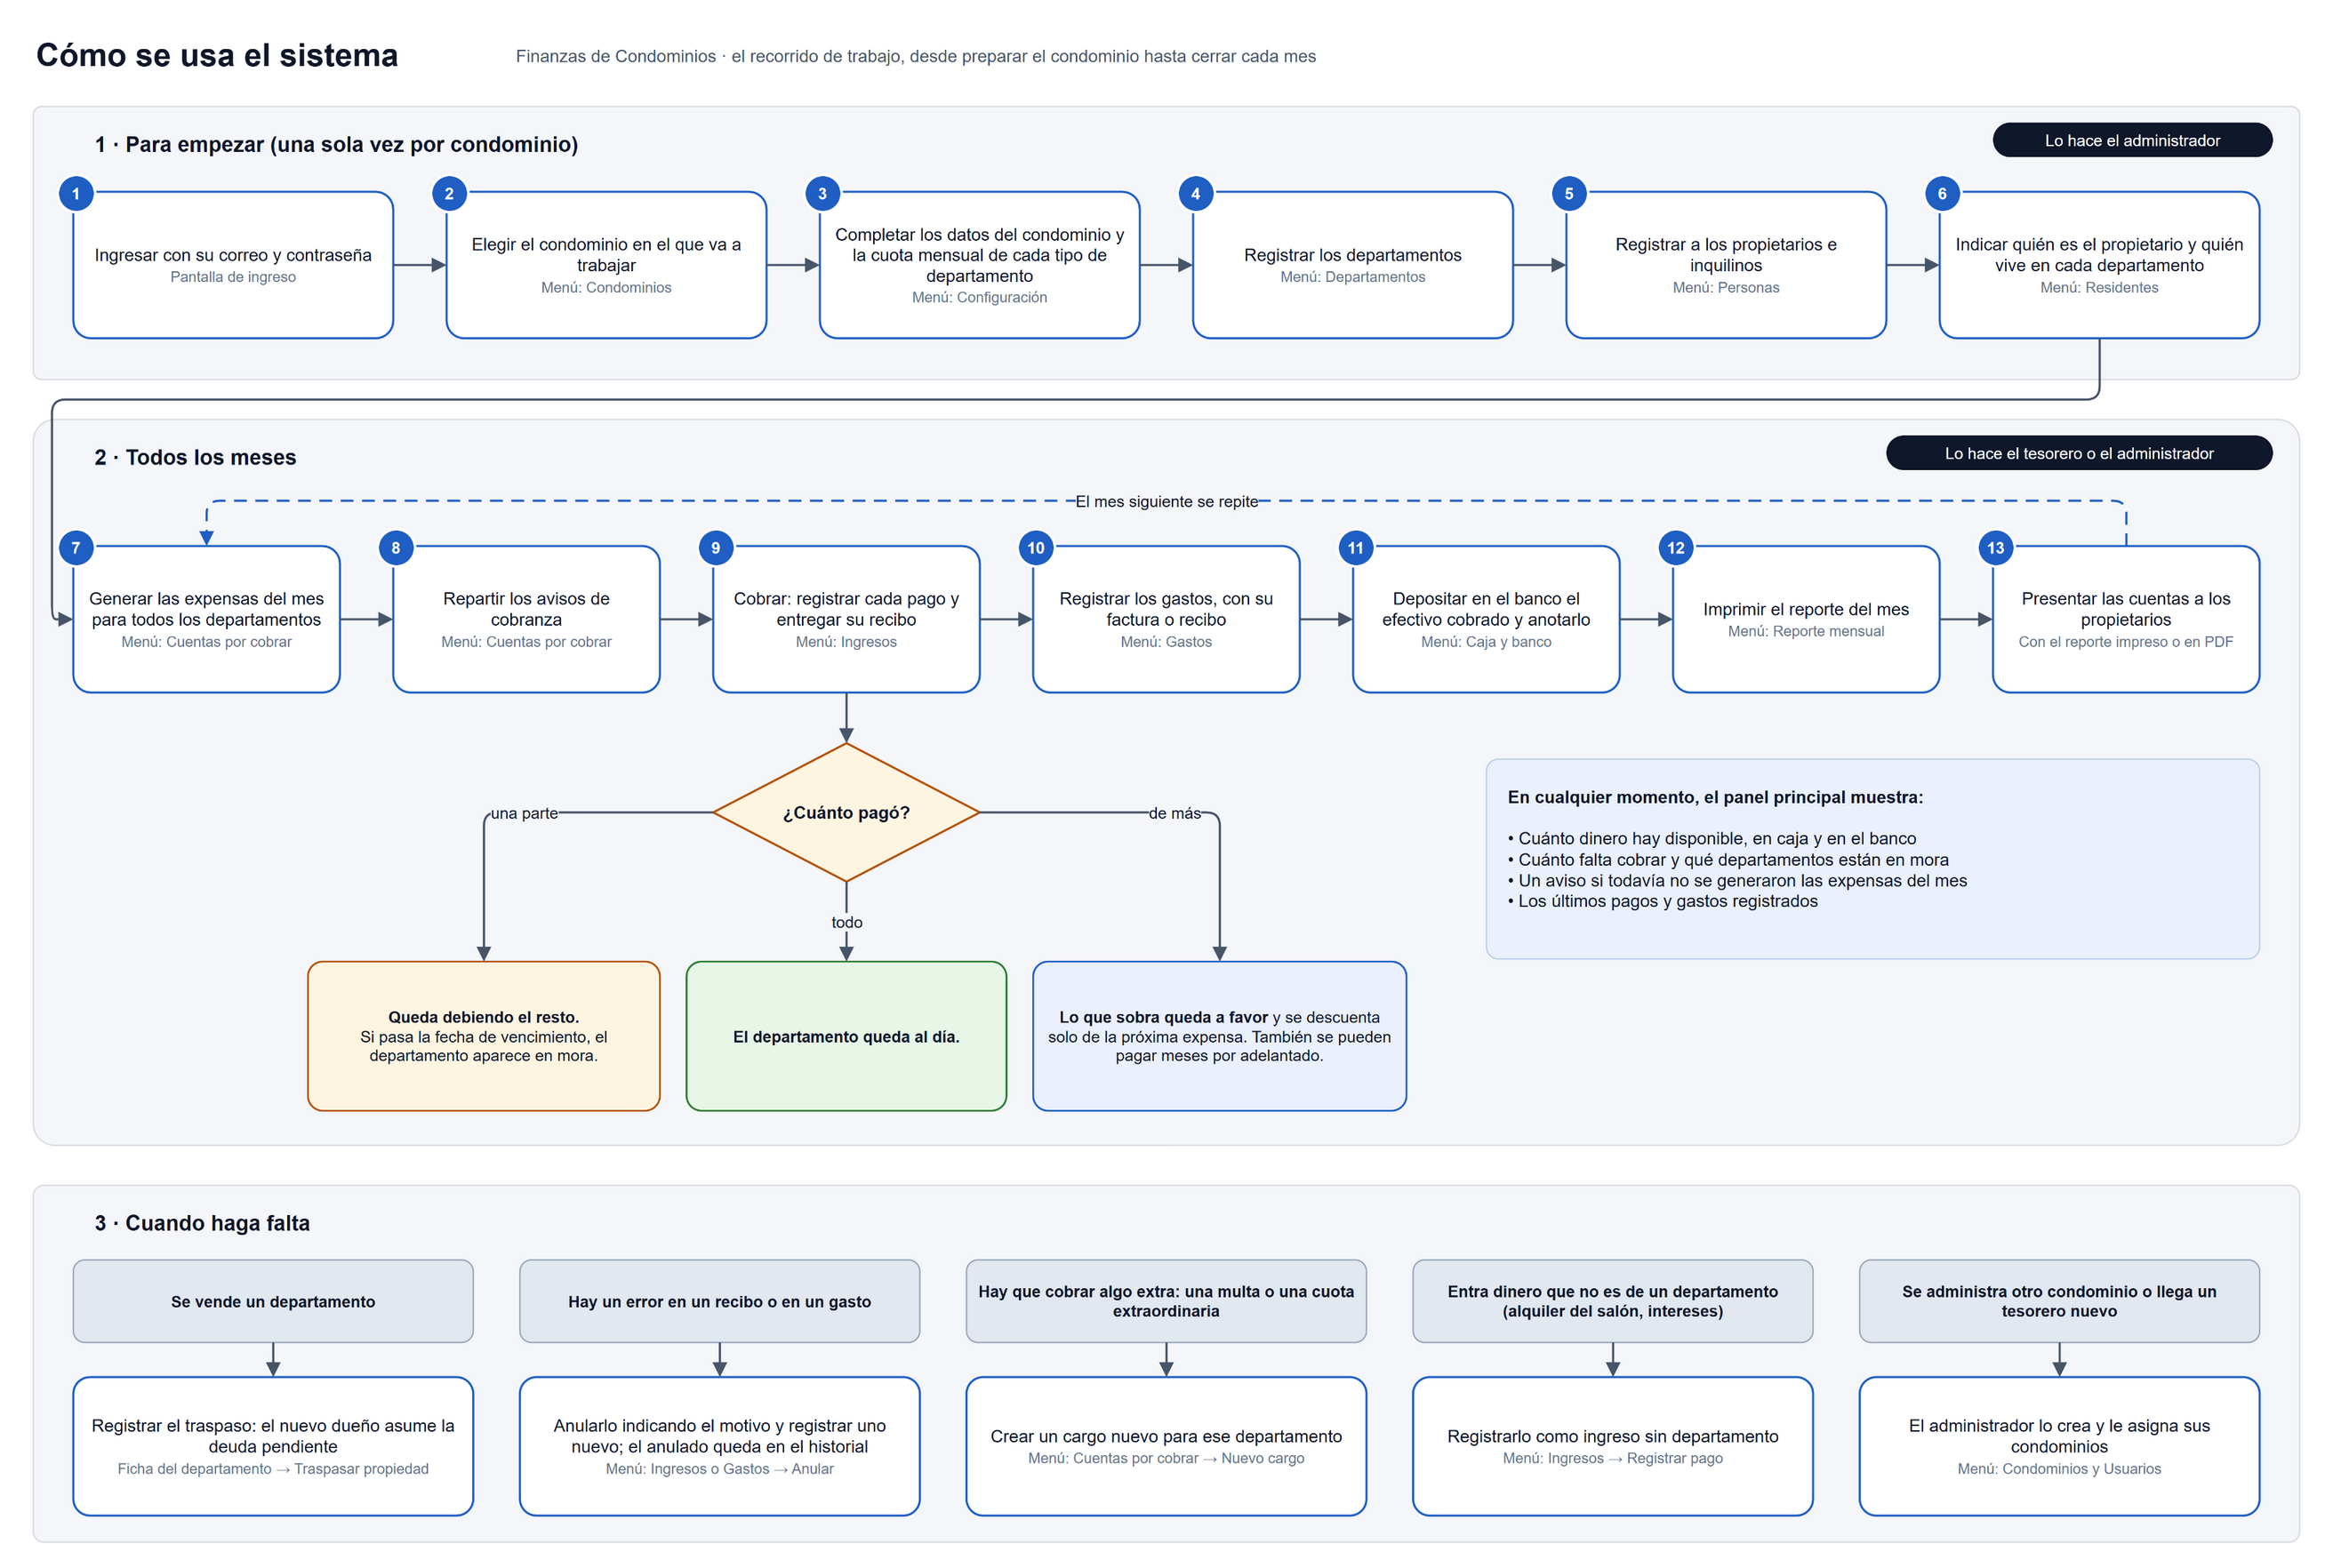 Cómo se usa el sistema
Finanzas de Condominios · el recorrido de trabajo, desde preparar el condominio hasta cerrar cada mes
1 · Para empezar (una sola vez por condominio)
Lo hace el administrador
1
Ingresar con su correo y contraseña
Pantalla de ingreso
2
Elegir el condominio en el que va a
trabajar
Menú: Condominios
3
Completar los datos del condominio y
la cuota mensual de cada tipo de
departamento
Menú: Configuración
4
Registrar los departamentos
Menú: Departamentos
5
Registrar a los propietarios e
inquilinos
Menú: Personas
6
Indicar quién es el propietario y quién
vive en cada departamento
Menú: Residentes
2 · Todos los meses
Lo hace el tesorero o el administrador
El mes siguiente se repite
7
Generar las expensas del mes
para todos los departamentos
Menú: Cuentas por cobrar
8
Repartir los avisos de
cobranza
Menú: Cuentas por cobrar
9
Cobrar: registrar cada pago y
entregar su recibo
Menú: Ingresos
10
Registrar los gastos, con su
factura o recibo
Menú: Gastos
11
Depositar en el banco el
efectivo cobrado y anotarlo
Menú: Caja y banco
12
Imprimir el reporte del mes
Menú: Reporte mensual
13
Presentar las cuentas a los
propietarios
Con el reporte impreso o en PDF
¿Cuánto pagó?
una parte
todo
de más
Queda debiendo el resto.
Si pasa la fecha de vencimiento, el
departamento aparece en mora.
El departamento queda al día.
Lo que sobra queda a favor y se descuenta
solo de la próxima expensa. También se pueden
pagar meses por adelantado.
En cualquier momento, el panel principal muestra:
• Cuánto dinero hay disponible, en caja y en el banco
• Cuánto falta cobrar y qué departamentos están en mora
• Un aviso si todavía no se generaron las expensas del mes
• Los últimos pagos y gastos registrados
3 · Cuando haga falta
Se vende un departamento
Registrar el traspaso: el nuevo dueño asume la
deuda pendiente
Ficha del departamento → Traspasar propiedad
Hay un error en un recibo o en un gasto
Anularlo indicando el motivo y registrar uno
nuevo; el anulado queda en el historial
Menú: Ingresos o Gastos → Anular
Hay que cobrar algo extra: una multa o una cuota
extraordinaria
Crear un cargo nuevo para ese departamento
Menú: Cuentas por cobrar → Nuevo cargo
Entra dinero que no es de un departamento
(alquiler del salón, intereses)
Registrarlo como ingreso sin departamento
Menú: Ingresos → Registrar pago
Se administra otro condominio o llega un
tesorero nuevo
El administrador lo crea y le asigna sus
condominios
Menú: Condominios y Usuarios